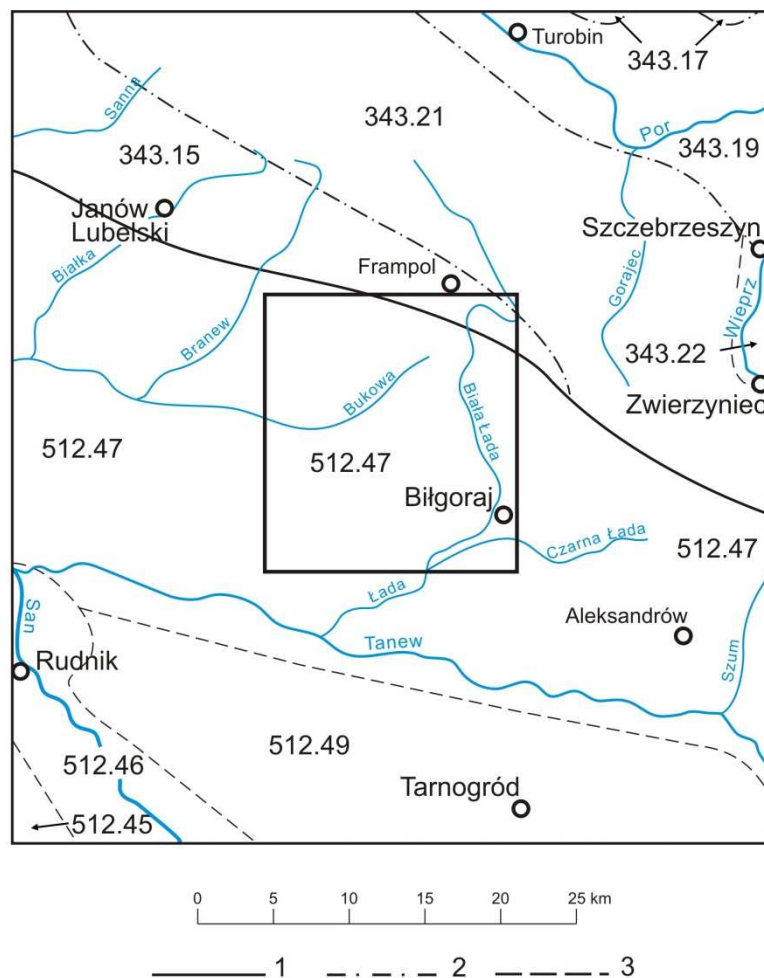 Turobin
343.17
Sanna
343.21
Por
343.15
343.19
Janów
Lubelski
Szczebrzeszyn
Białka
Frampol
Gorajec
Wieprz
Branew
343.22
Bukowa
Biała Łada
Zwierzyniec
512.47
512.47
Biłgoraj
Czarna Łada
512.47
San
Łada
Aleksandrów
Tanew
Szum
Rudnik
512.49
512.46
Tarnogród
512.45
0 5 10 15 20 25 km
1 2 3